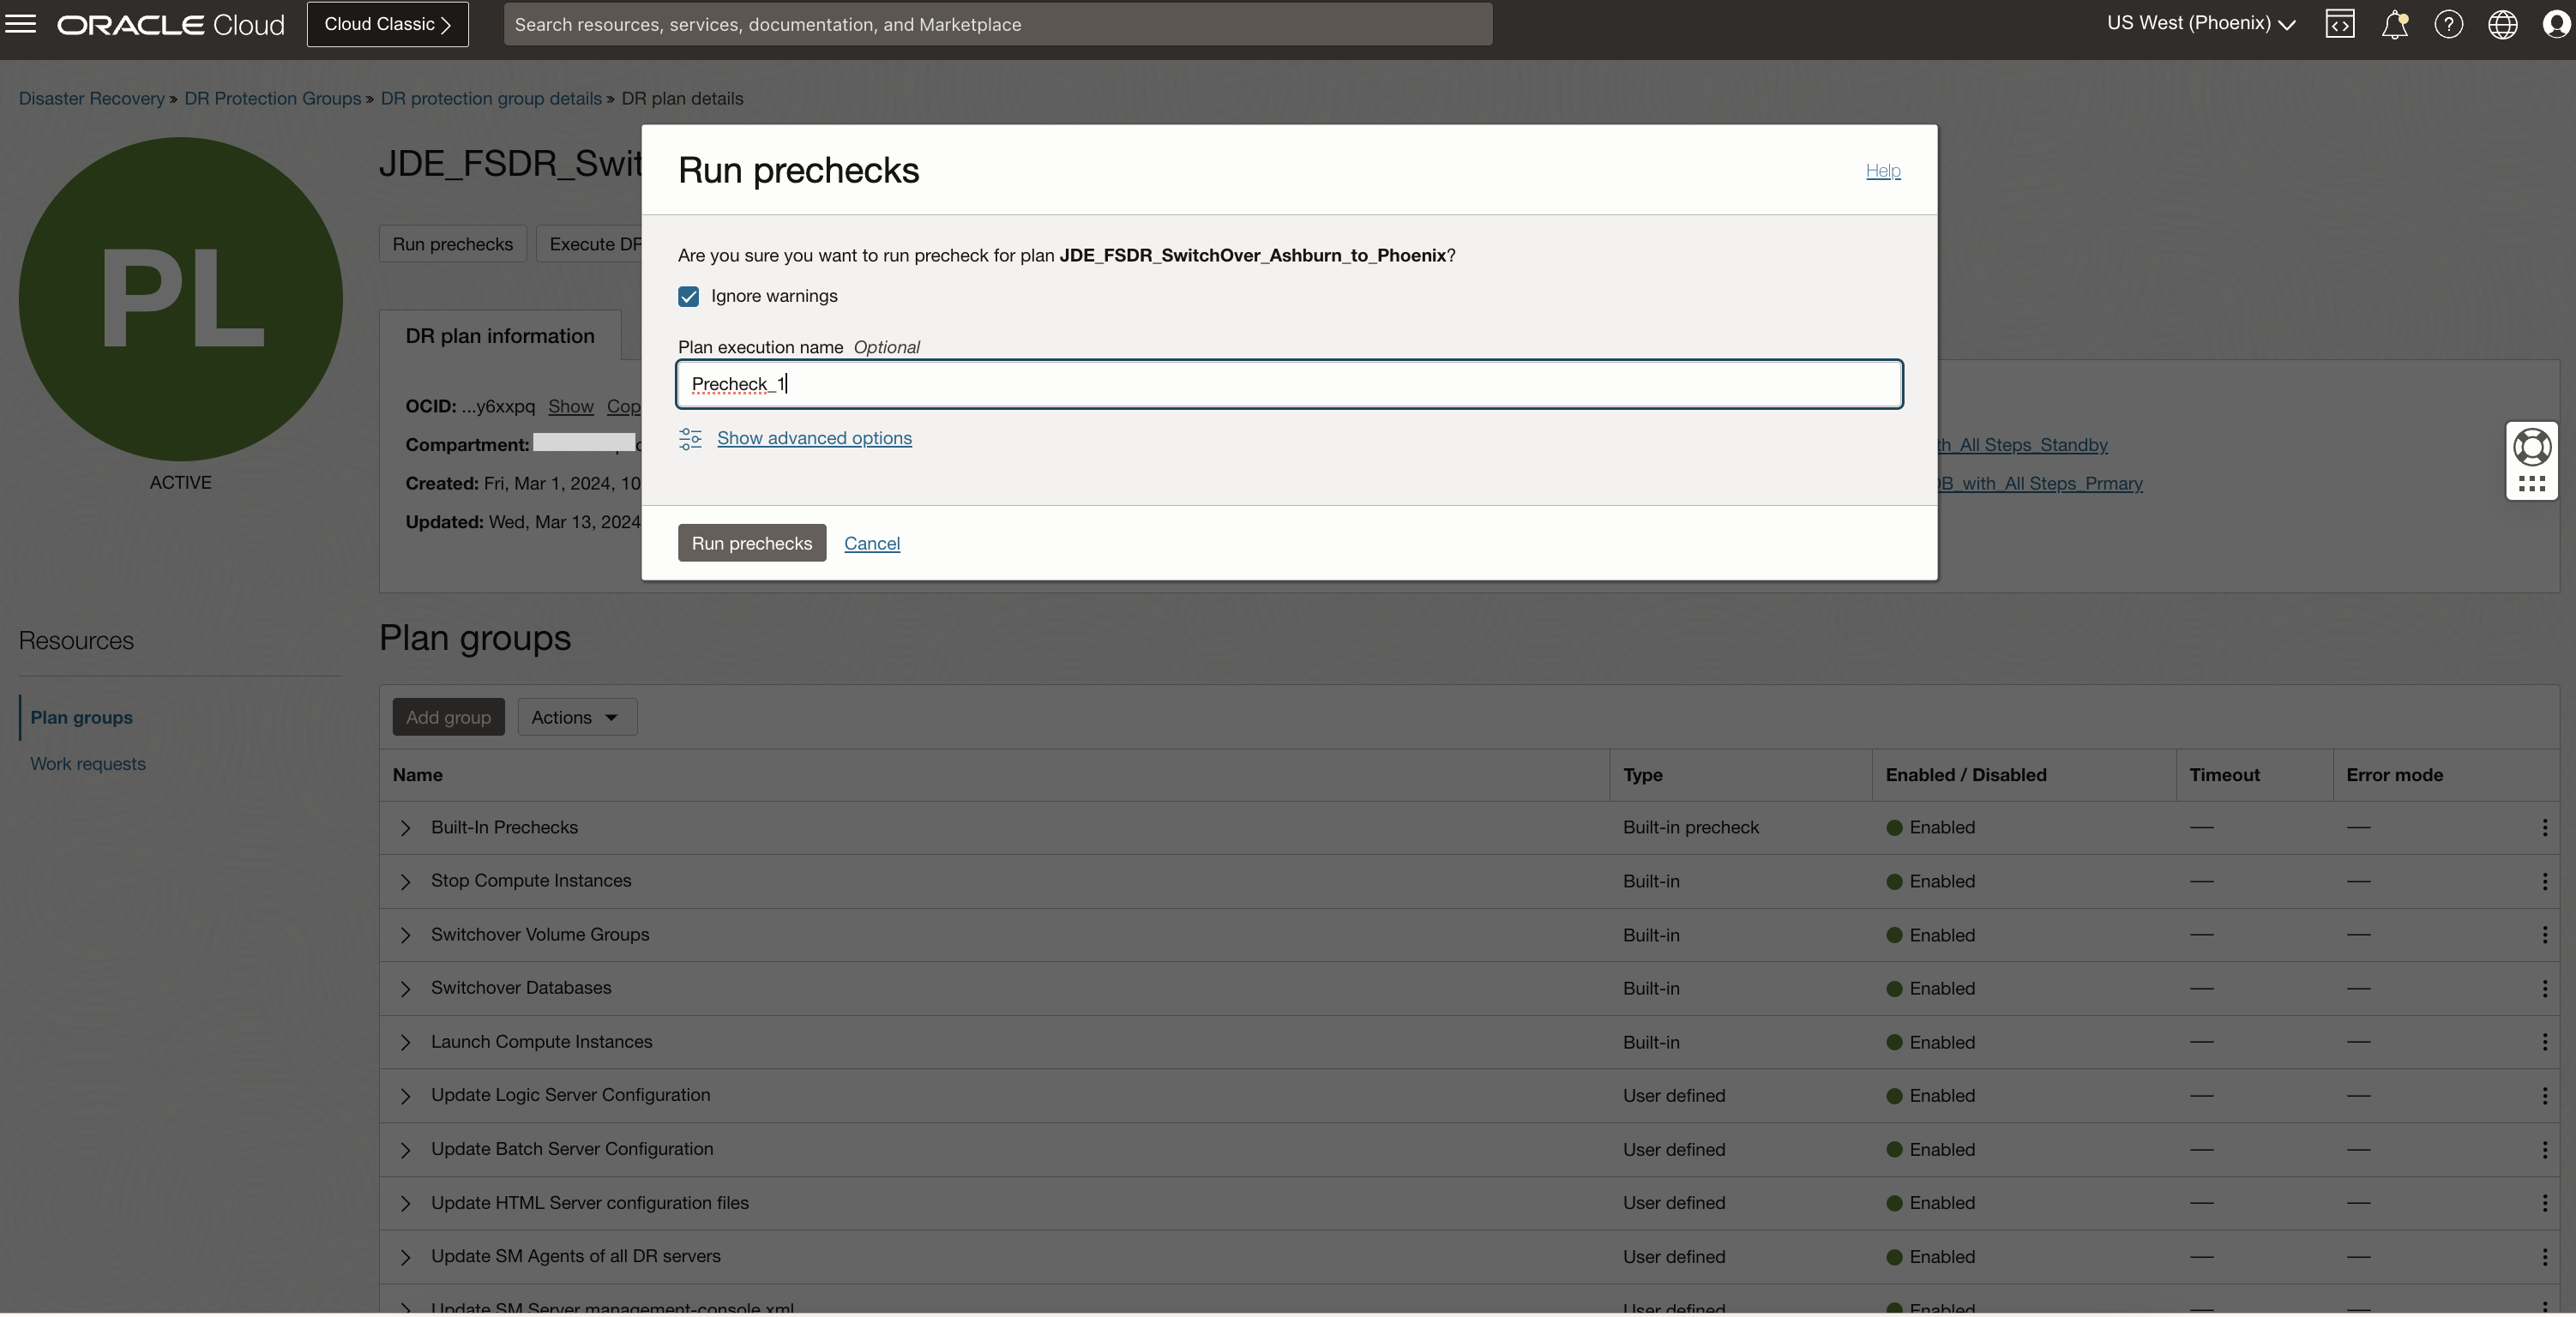 ORACLE Cloud
Cloud Classic
Search resources, services, documentation, and Marketplace
US West (Phoenix)
Disaster Recovery » DR Protection Groups » DR protection group details » DR plan details
PL
ACTIVE
JDE_FSDR_Swit
Run prechecks
Execute DR
DR plan information
OCID: ...y6xxpq Show Cop
Compartment:
Created: Fri, Mar 1, 2024, 10
Updated: Wed, Mar 13, 2024
th_All Steps_Standby
DB_with_All Steps_Prmary
Run prechecks
Help
Are you sure you want to run precheck for plan JDE_FSDR_SwitchOver_Ashburn_to_Phoenix?
Ignore warnings
Plan execution name Optional
Precheck_1
Show advanced options
Run prechecks
Cancel
Resources
Plan groups
Work requests
Plan groups
Add group
Actions
Name Type Enabled / Disabled Timeout Error mode
Built-In Prechecks Built-in precheck Enabled — —
Stop Compute Instances Built-in Enabled — —
Switchover Volume Groups Built-in Enabled — —
Switchover Databases Built-in Enabled — —
Launch Compute Instances Built-in Enabled — —
Update Logic Server Configuration User defined Enabled — —
Update Batch Server Configuration User defined Enabled — —
Update HTML Server configuration files User defined Enabled — —
Update SM Agents of all DR servers User defined Enabled — —
Update SM Server management-console.xml User defined Enabled — —